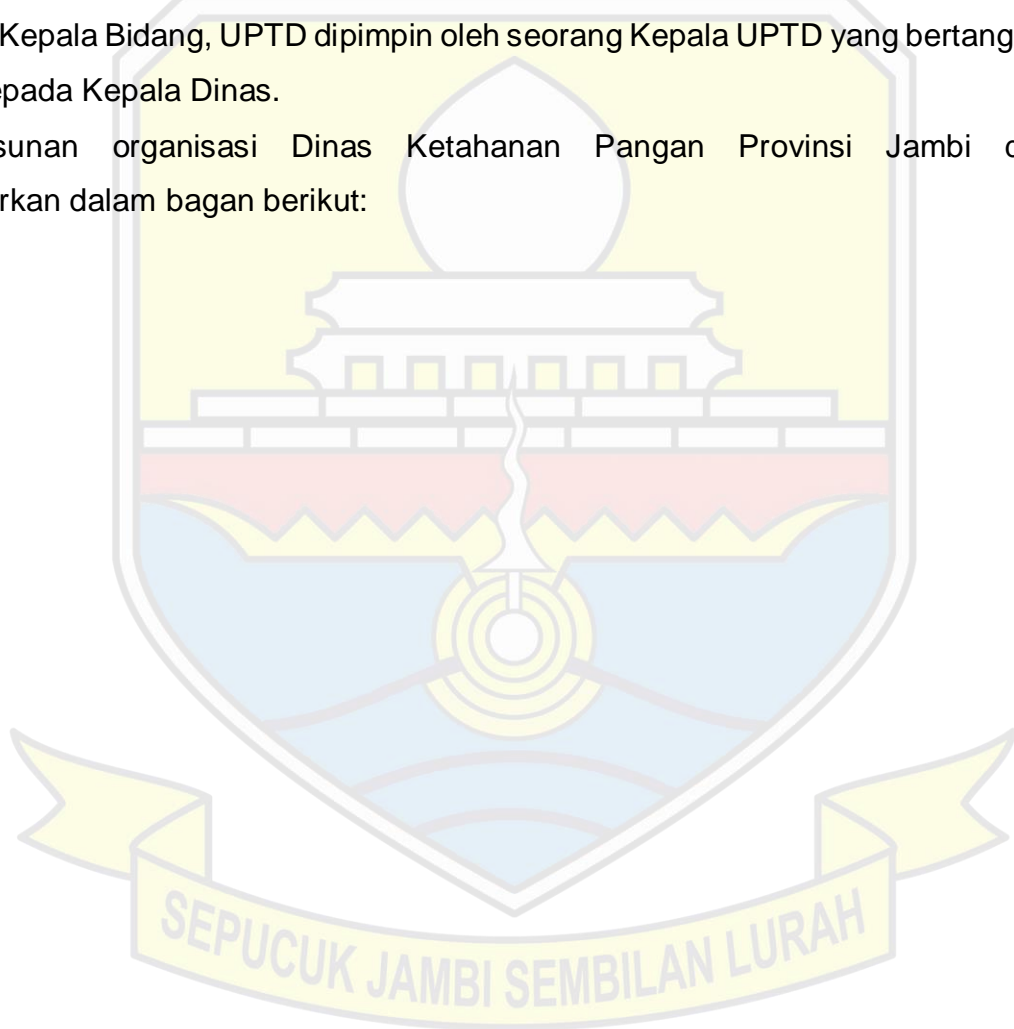 Kepala Bidang, UPTD dipimpin oleh seorang Kepala UPTD yang bertang
epada Kepala Dinas.
sunan organisasi Dinas Ketahanan Pangan Provinsi Jambi d
rkan dalam bagan berikut:
SEPUCUK JAMBI SEMBILAN LURAH